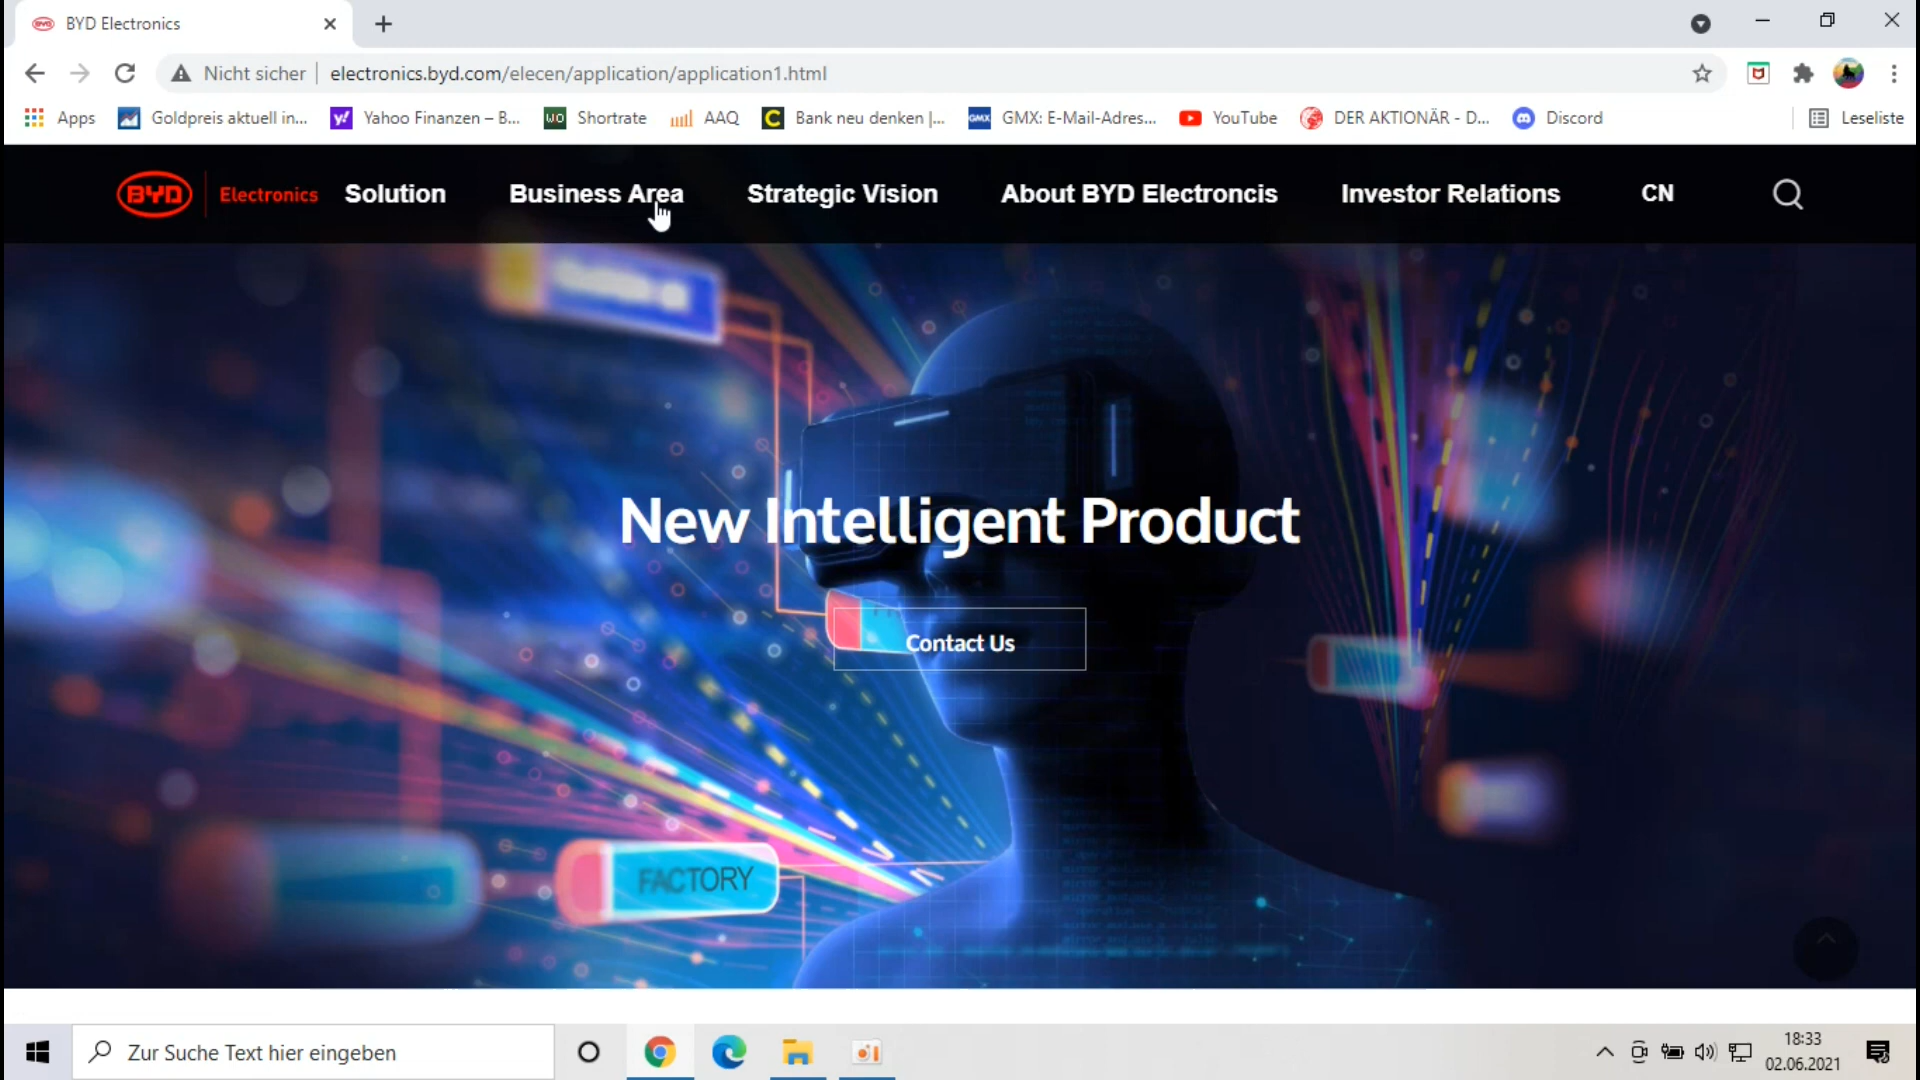 BYD Electronics
Nicht sicher electronics.byd.com/elecen/application/application1.html
Apps Goldpreis aktuell in... Yahoo Finanzen – B... Shortrate AAQ Bank neu denken |... GMX: E-Mail-Adres... YouTube DER AKTIONÄR - D... Discord Leseliste
BYD Electronics Solution Business Area Strategic Vision About BYD Electroncis Investor Relations CN
New Intelligent Product
Contact Us
FACTORY
Zur Suche Text hier eingeben
18:33
02.06.2021